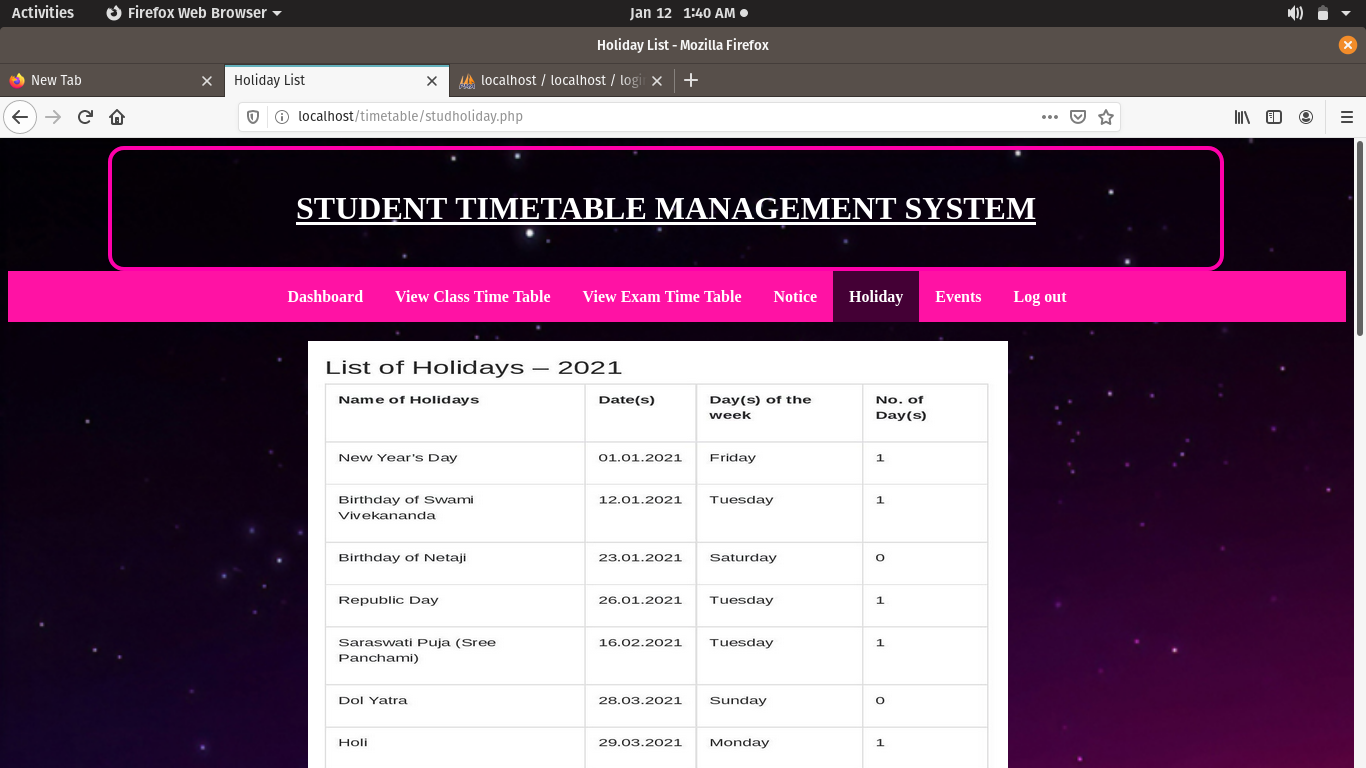 Activities Firefox Web Browser Jan 12 1:40 AM
Holiday List - Mozilla Firefox
New Tab Holiday List localhost / localhost / logi
localhost/timetable/studholiday.php
STUDENT TIMETABLE MANAGEMENT SYSTEM
Dashboard View Class Time Table View Exam Time Table Notice Holiday Events Log out
List of Holidays – 2021
Name of Holidays Date(s) Day(s) of the No. of
week Day(s)
New Year's Day 01.01.2021 Friday 1
Birthday of Swami 12.01.2021 Tuesday 1
Vivekananda
Birthday of Netaji 23.01.2021 Saturday 0
Republic Day 26.01.2021 Tuesday 1
Saraswati Puja (Sree 16.02.2021 Tuesday 1
Panchami)
Dol Yatra 28.03.2021 Sunday 0
Holi 29.03.2021 Monday 1